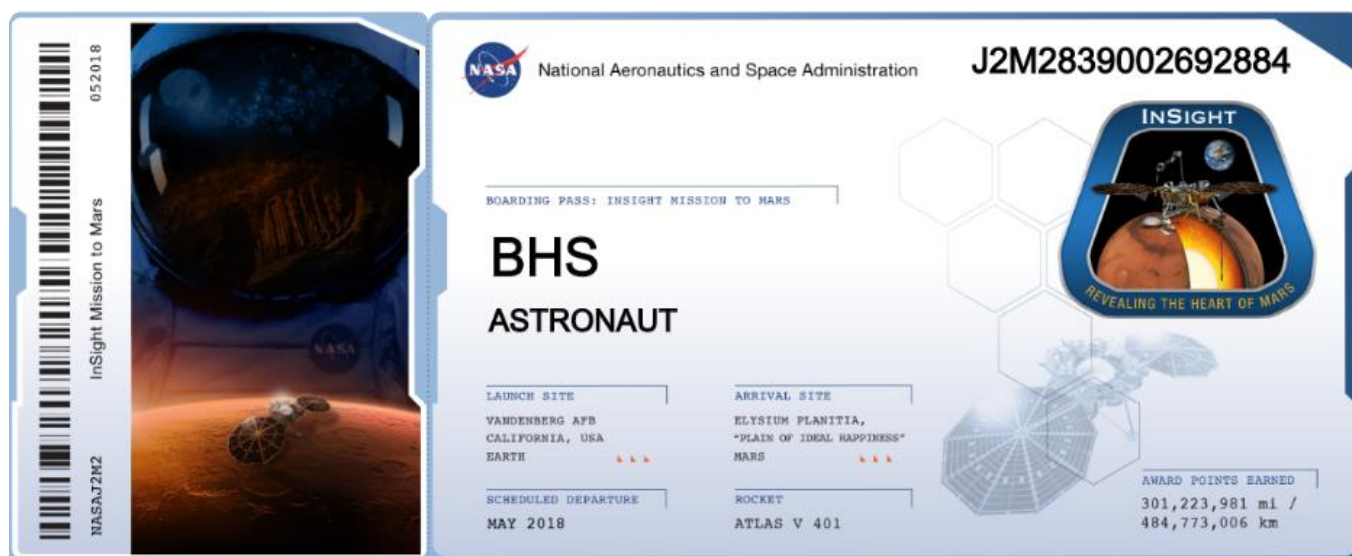 052018
InSight Mission to Mars
NASAJ2M2
NASA
NASA
National Aeronautics and Space Administration
J2M2839002692884
INSIGHT
REVEALING THE HEART OF MARS
BOARDING PASS: INSIGHT MISSION TO MARS
BHS
ASTRONAUT
LAUNCH SITE
VANDENBERG AFB
CALIFORNIA, USA
EARTH
ARRIVAL SITE
ELYSIUM PLANITIA,
"PLAIN OF IDEAL HAPPINESS"
MARS
SCHEDULED DEPARTURE
MAY 2018
ROCKET
ATLAS V 401
AWARD POINTS EARNED
301,223,981 mi /
484,773,006 km